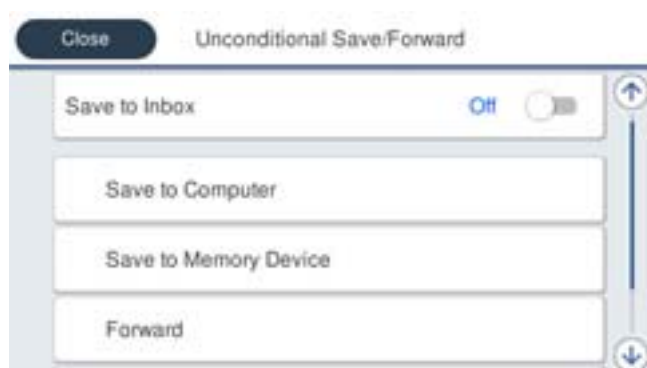 Close Unconditional Save/Forward
Save to Inbox Off
Save to Computer
Save to Memory Device
Forward